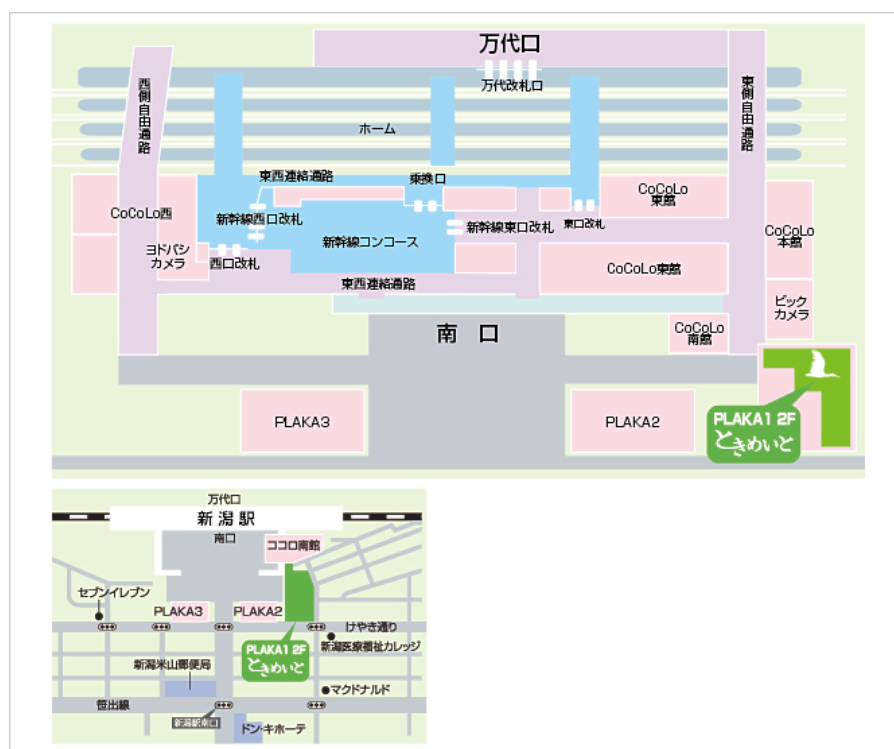 万代口
万代改札口
西側自由通路
東側自由通路
ホーム
東西連絡通路
乗換口
CoCoLo西
新幹線西口改札
新幹線コンコース
新幹線東口改札
東口改札
CoCoLo
東館
CoCoLo
本館
ヨドバシ
カメラ
西口改札
東西連絡通路
CoCoLo東館
ビック
カメラ
南 口
CoCoLo
南館
PLAKA3
PLAKA2
PLAKA1 2F
ときめいと
万代口
新潟駅
南口
ココロ南館
セブンイレブン
PLAKA3
PLAKA2
けやき通り
PLAKA1 2F
ときめいと
新潟医療福祉カレッジ
新潟米山郵便局
マクドナルド
笹出線
新潟駅南口
ドン・キホーテ